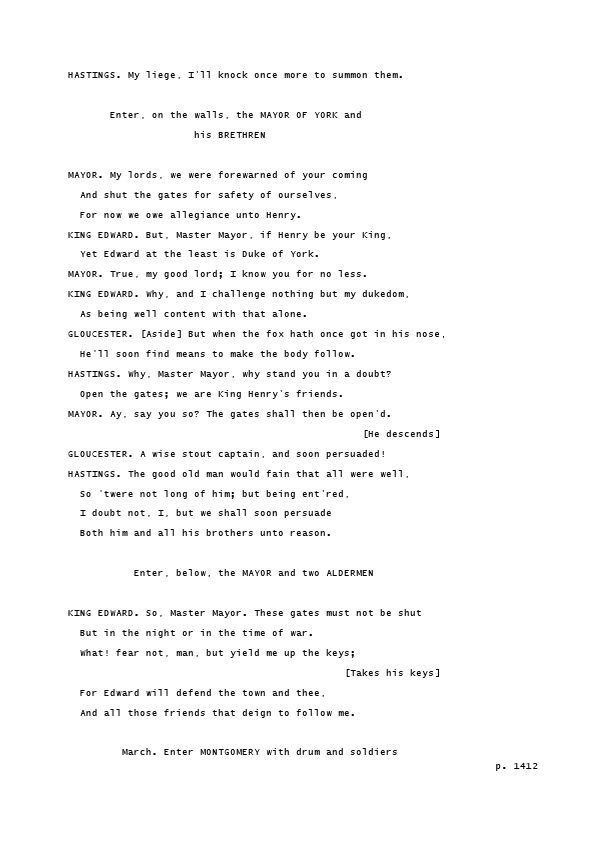 HASTINGS. My liege, I'll knock once more to summon them.
Enter, on the walls, the MAYOR OF YORK and
his BRETHREN
MAYOR. My lords, we were forewarned of your coming
And shut the gates for safety of ourselves,
For now we owe allegiance unto Henry.
KING EDWARD. But, Master Mayor, if Henry be your King,
Yet Edward at the least is Duke of York.
MAYOR. True, my good lord; I know you for no less.
KING EDWARD. Why, and I challenge nothing but my dukedom,
As being well content with that alone.
GLOUCESTER. [Aside] But when the fox hath once got in his nose,
He'll soon find means to make the body follow.
HASTINGS. Why, Master Mayor, why stand you in a doubt?
Open the gates; we are King Henry's friends.
MAYOR. Ay, say you so? The gates shall then be open'd.
[He descends]
GLOUCESTER. A wise stout captain, and soon persuaded!
HASTINGS. The good old man would fain that all were well,
So 'twere not long of him; but being ent'red,
I doubt not, I, but we shall soon persuade
Both him and all his brothers unto reason.
Enter, below, the MAYOR and two ALDERMEN
KING EDWARD. So, Master Mayor. These gates must not be shut
But in the night or in the time of war.
What! fear not, man, but yield me up the keys;
[Takes his keys]
For Edward will defend the town and thee,
And all those friends that deign to follow me.
March. Enter MONTGOMERY with drum and soldiers
p. 1412